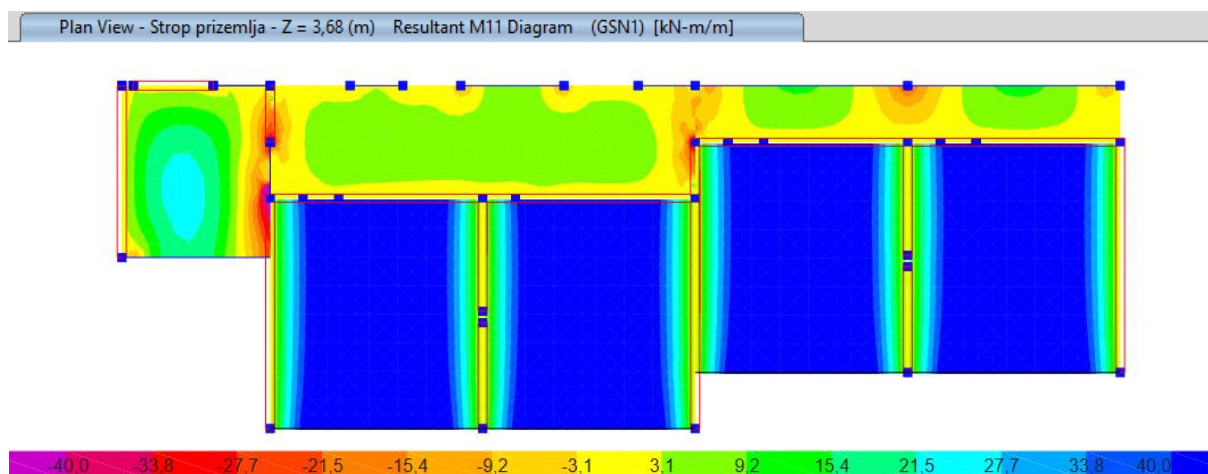 Plan View - Strop prizemlja - Z = 3,68 (m) Resultant M11 Diagram (GSN1) [kN-m/m]
-40,0 -33,8 -27,7 -21,5 -15,4 -9,2 -3,1 3,1 9,2 15,4 21,5 27,7 33,8 40,0